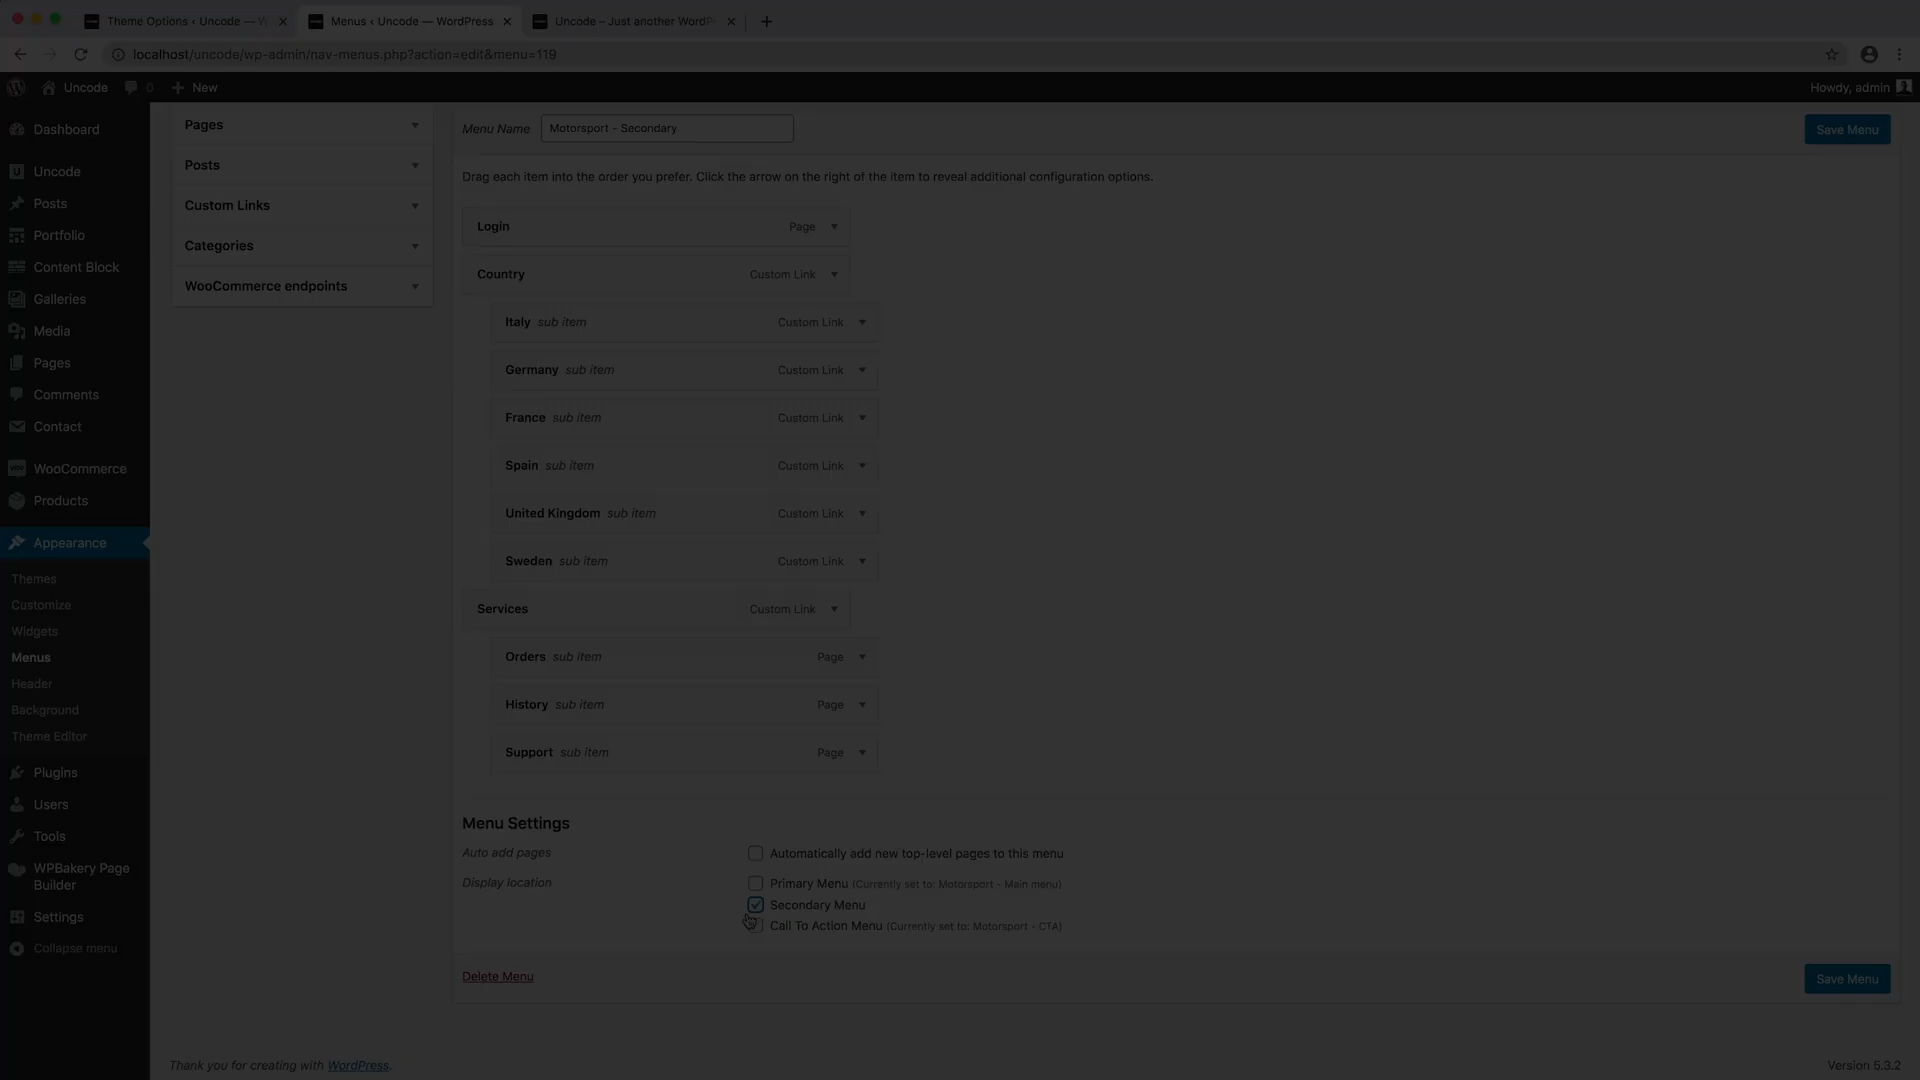 Theme Options ‹ Uncode — W
Menus ‹ Uncode — WordPress
Uncode – Just another WordP
localhost/uncode/wp-admin/nav-menus.php?action=edit&menu=119
Uncode
0
New
Howdy, admin
Dashboard
Uncode
Posts
Portfolio
Content Block
Galleries
Media
Pages
Comments
Contact
WooCommerce
Products
Appearance
Themes
Customize
Widgets
Menus
Header
Background
Theme Editor
Plugins
Users
Tools
WPBakery Page
Builder
Settings
Collapse menu
Pages
Posts
Custom Links
Categories
WooCommerce endpoints
Menu Name Motorsport - Secondary Save Menu
Drag each item into the order you prefer. Click the arrow on the right of the item to reveal additional configuration options.
Login Page
Country Custom Link
Italy sub item Custom Link
Germany sub item Custom Link
France sub item Custom Link
Spain sub item Custom Link
United Kingdom sub item Custom Link
Sweden sub item Custom Link
Services Custom Link
Orders sub item Page
History sub item Page
Support sub item Page
Menu Settings
Auto add pages Automatically add new top-level pages to this menu
Display location Primary Menu (Currently set to: Motorsport - Main menu)
Secondary Menu
Call To Action Menu (Currently set to: Motorsport - CTA)
Delete Menu Save Menu
Thank you for creating with WordPress. Version 5.3.2